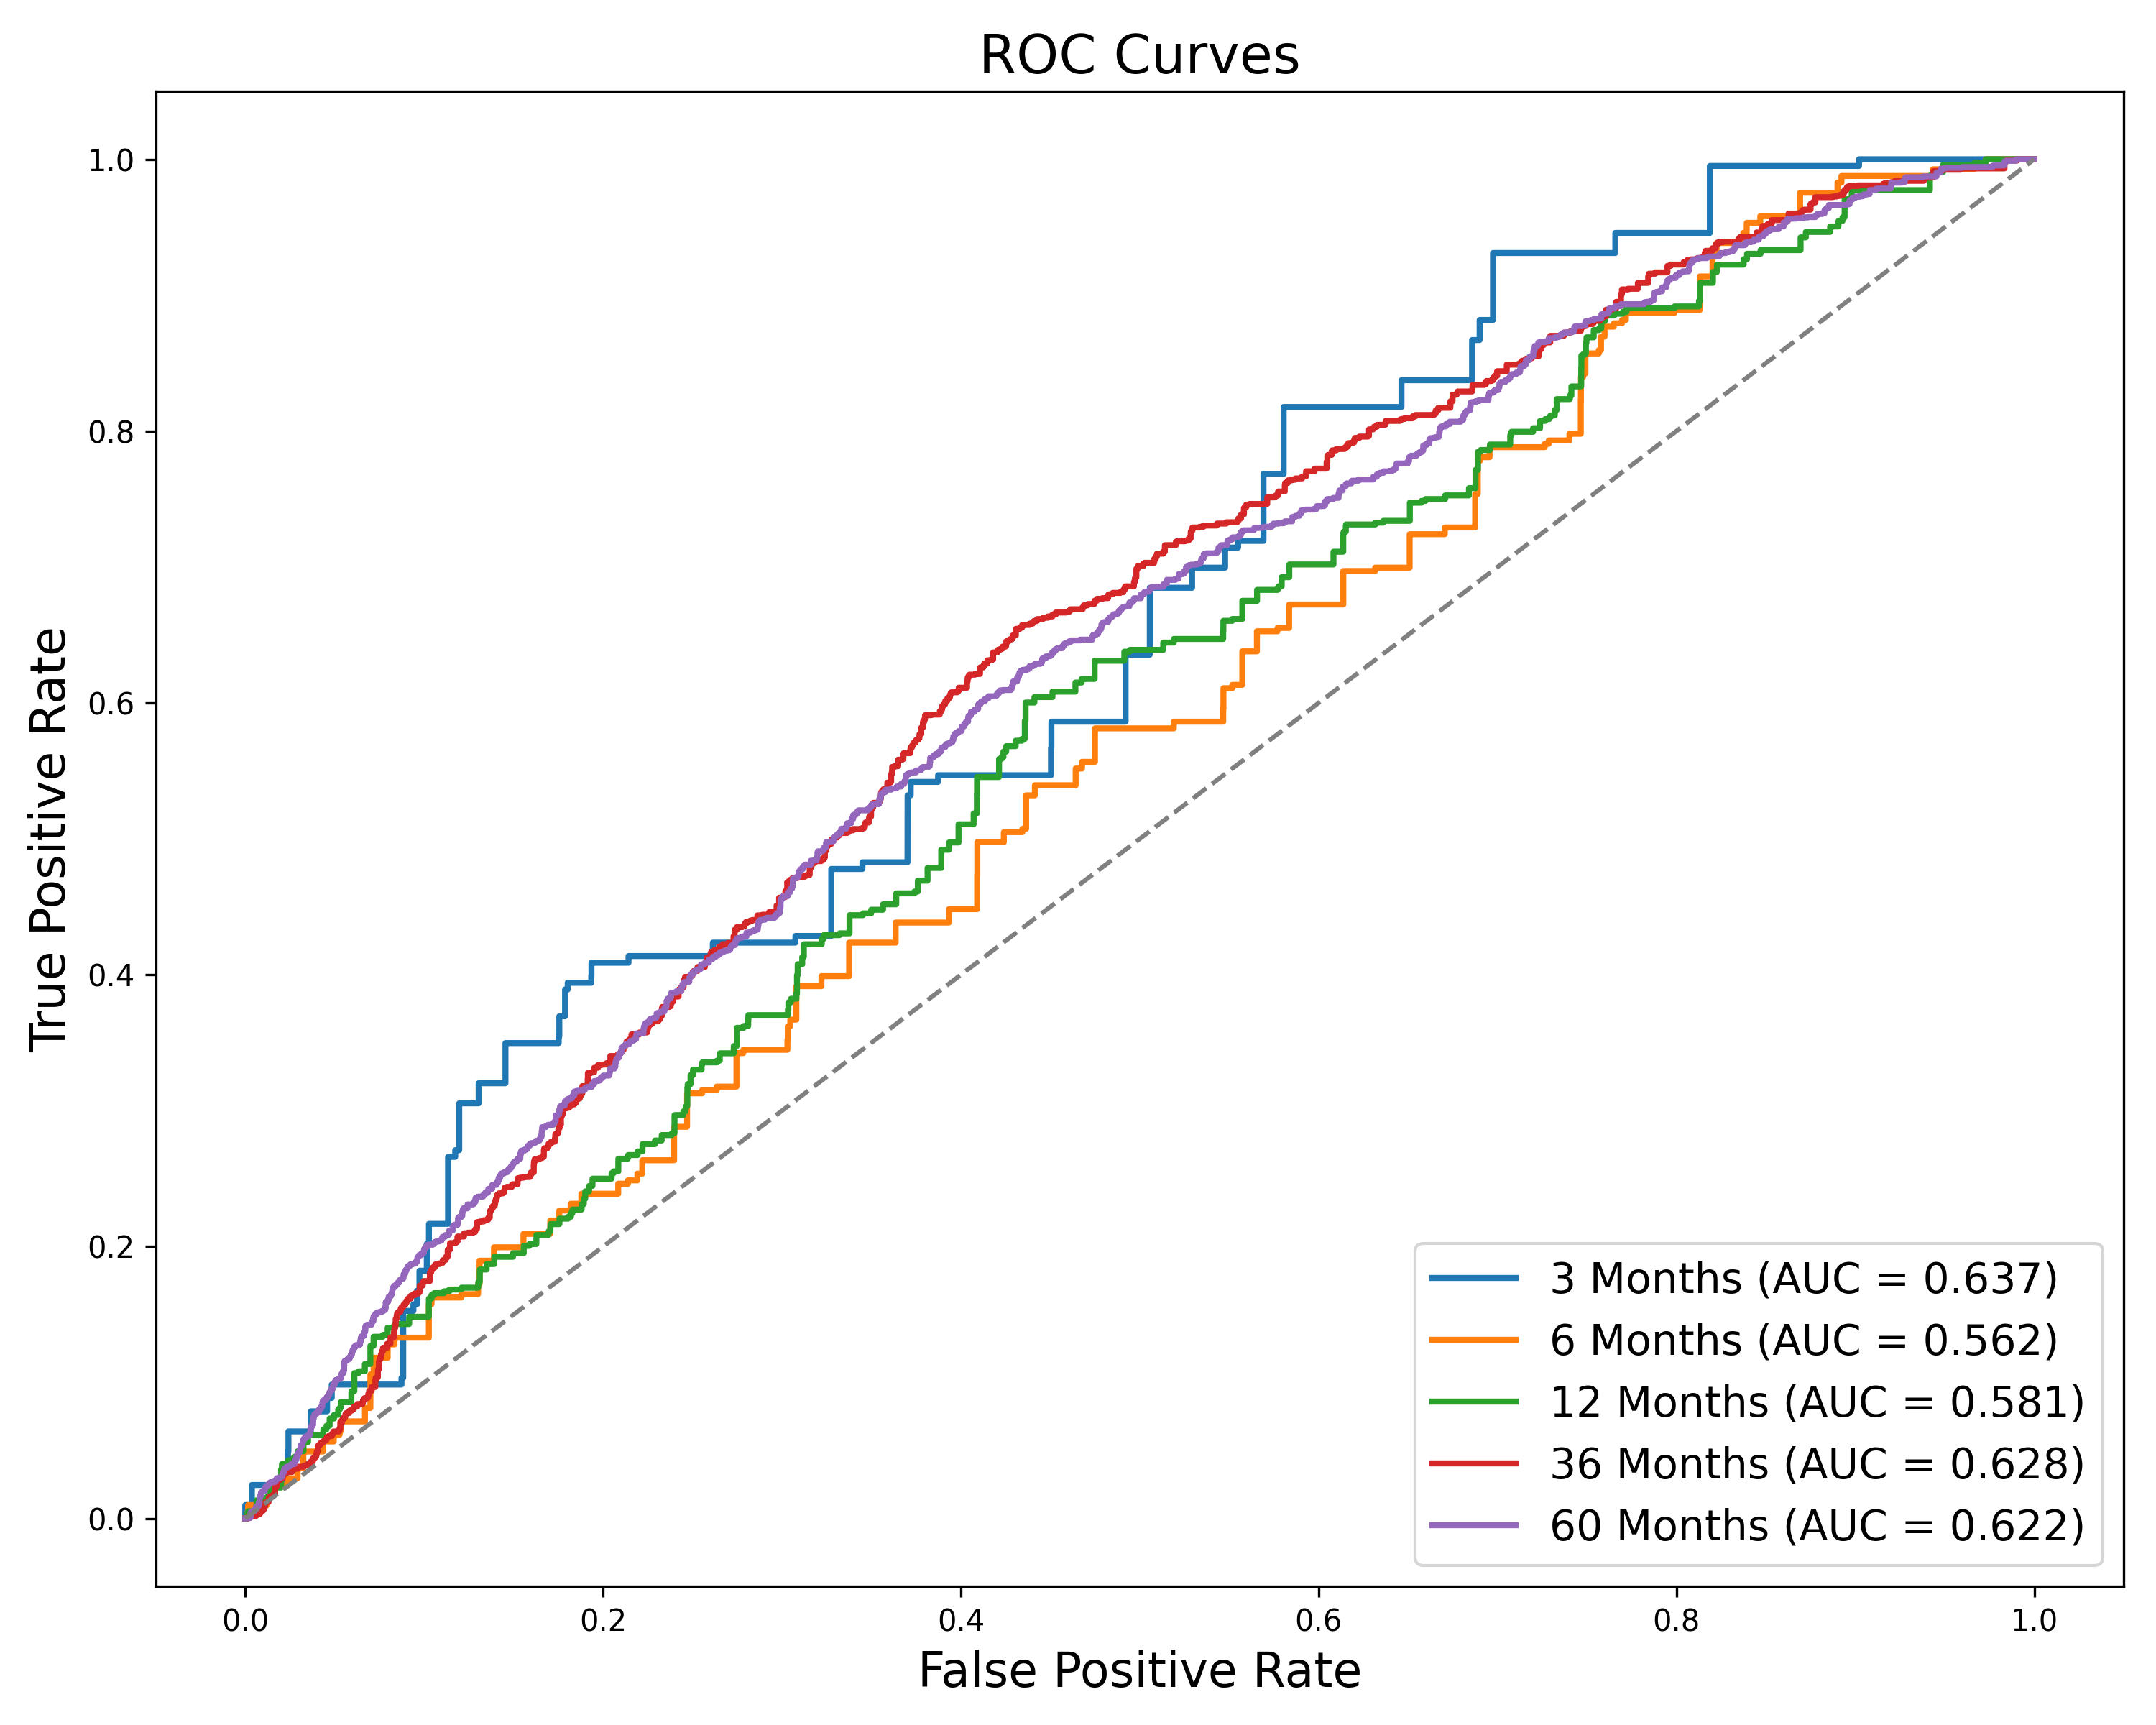 ROC Curves
1.0
0.8
0.6
0.4
0.2
0.0
True Positive Rate
3 Months (AUC = 0.637)
6 Months (AUC = 0.562)
12 Months (AUC = 0.581)
36 Months (AUC = 0.628)
60 Months (AUC = 0.622)
0.0 0.2 0.4 0.6 0.8 1.0
False Positive Rate